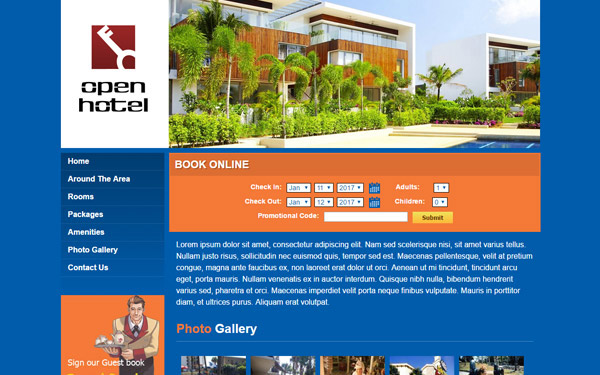 open
hotel
Home
Around The Area
Rooms
Packages
Amenities
Photo Gallery
Contact Us
Sign our Guest book
BOOK ONLINE
Check In: Jan 11 2017 Adults: 1
Check Out: Jan 12 2017 Children: 0
Promotional Code: Submit
Lorem ipsum dolor sit amet, consectetur adipiscing elit. Nam sed scelerisque nisi, sit amet varius tellus.
Nullam justo risus, sollicitudin nec euismod quis, tempor sed est. Maecenas pellentesque, velit at pretium
congue, magna ante faucibus ex, non laoreet erat dolor ut orci. Aenean ut mi tincidunt, tincidunt arcu
eget, porta mauris. Nullam venenatis ex in auctor interdum. Quisque nibh nulla, bibendum hendrerit
varius sed, pharetra et orci. Maecenas imperdiet velit porta neque finibus vulputate. Mauris in porttitor
diam, et ultrices purus. Aliquam erat volutpat.
Photo Gallery